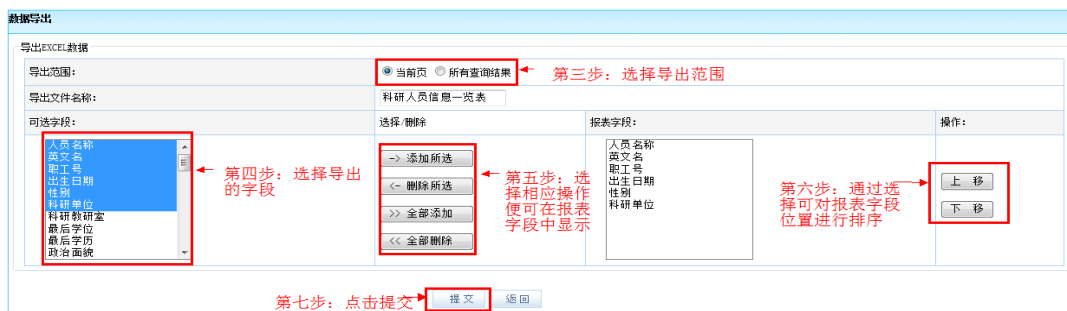 数据导出
导出EXCEL数据
导出范围：
当前页 所有查询结果
第三步：选择导出范围
导出文件名称：
科研人员信息一览表
可选字段：
选择/删除
报表字段：
操作：
人员名称
英文名
职工号
出生日期
性别
科研单位
科研教研室
最后学位
最后学历
政治面貌
第四步：选择导出
的字段
-> 添加所选
<- 删除所选
>> 全部添加
<< 全部删除
第五步：选
择相应操作
便可在报表
字段中显示
人员名称
英文名
职工号
出生日期
性别
科研单位
第六步：通过选
择可对报表字段
位置进行排序
上 移
下 移
第七步：点击提交
提 交
返 回